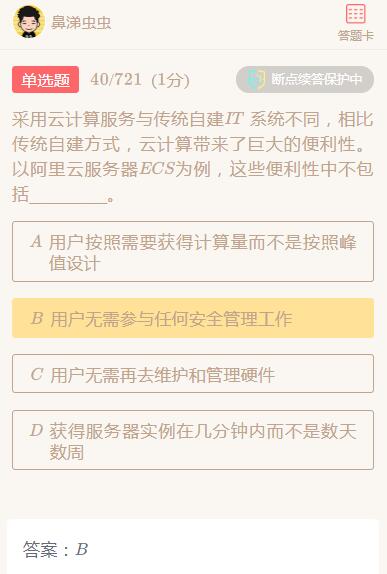 鼻涕虫虫
答题卡
单选题 40/721 (1分) 断点续答保护中
采用云计算服务与传统自建IT 系统不同，相比
传统自建方式，云计算带来了巨大的便利性。
以阿里云服务器ECS为例，这些便利性中不包
括_________。
A 用户按照需要获得计算量而不是按照峰
值设计
B 用户无需参与任何安全管理工作
C 用户无需再去维护和管理硬件
D 获得服务器实例在几分钟内而不是数天
数周
答案：B